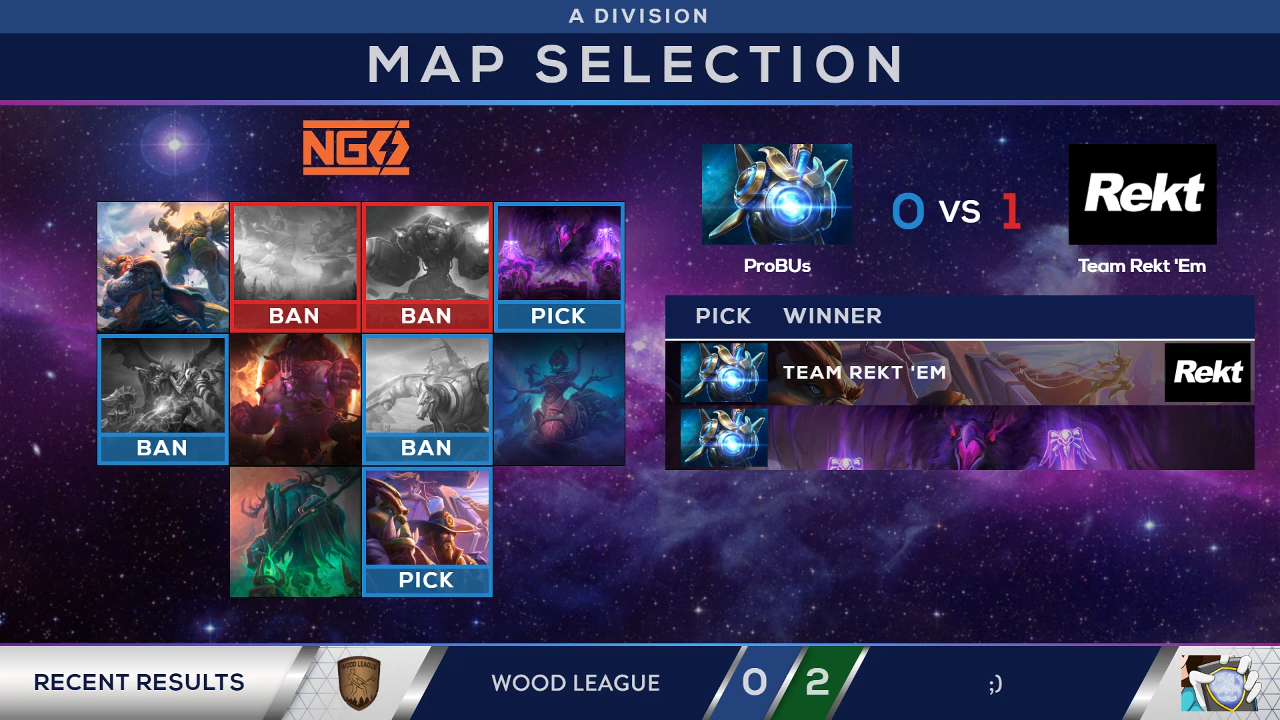 A DIVISION
MAP SELECTION
NGS
BAN
BAN
PICK
BAN
BAN
PICK
ProBUs
0 VS 1
Rekt
Team Rekt 'Em
PICK WINNER
TEAM REKT 'EM
Rekt
RECENT RESULTS
WOOD LEAGUE
WOOD LEAGUE
0
2
;)